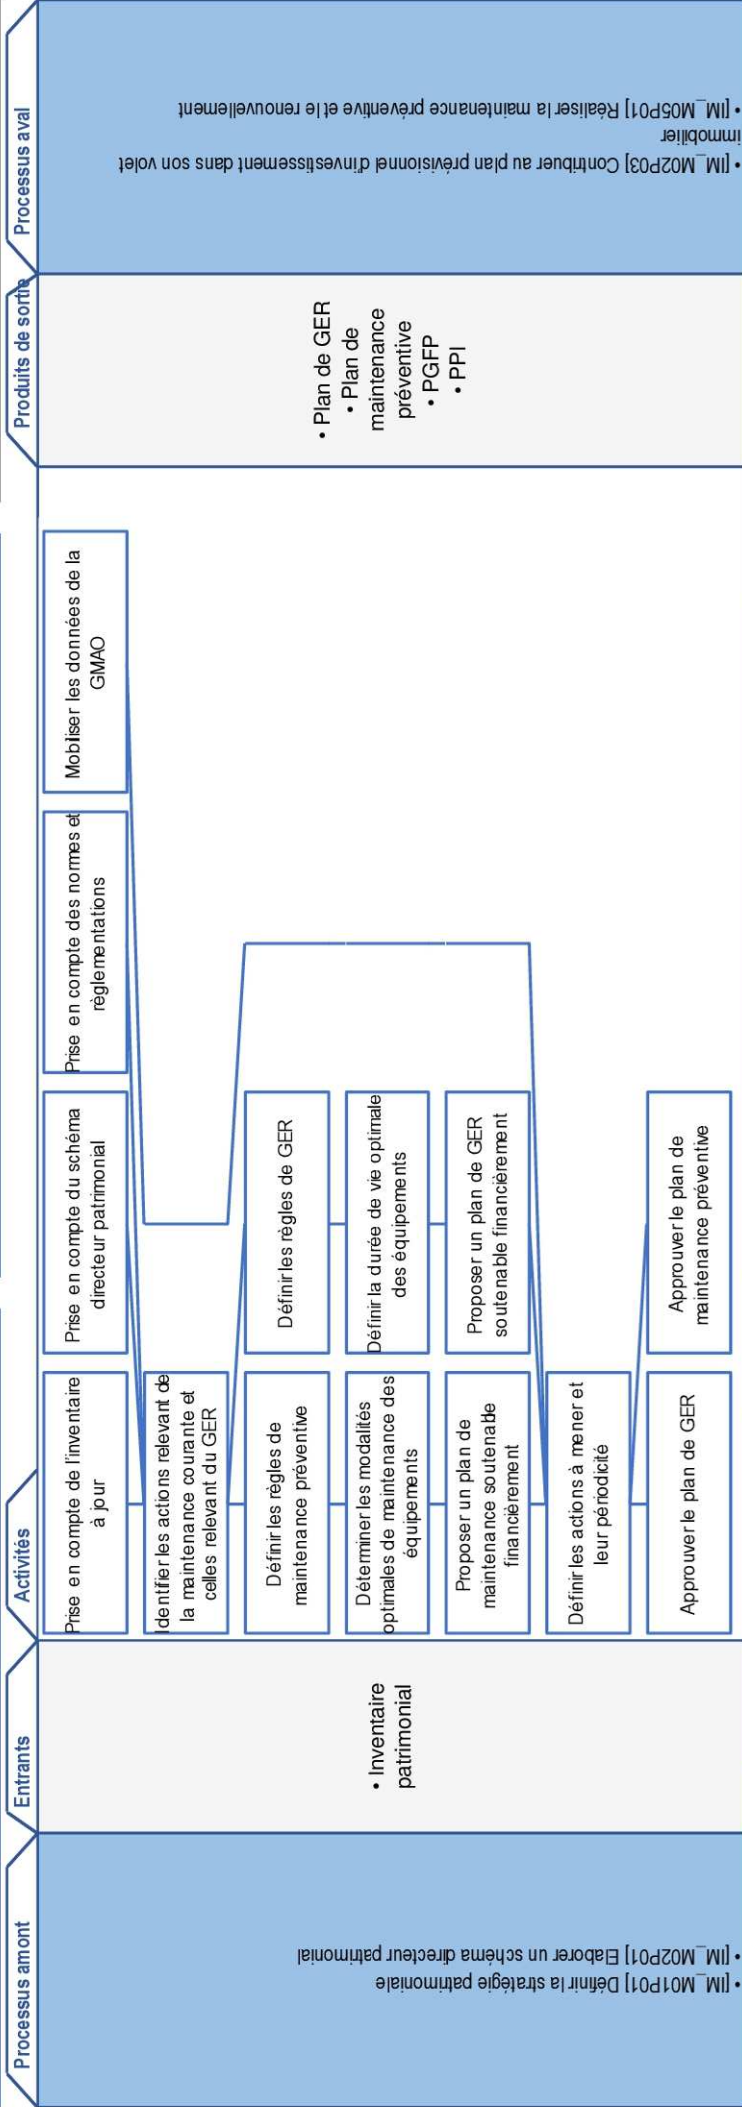 Processus amont
Entrants
Activités
Produits de sortie
Processus aval
• [IM_M01P01] Définir la stratégie patrimoniale
• [IM_M02P01] Elaborer un schéma directeur patrimonial
• Inventaire
patrimonial
Prise en compte de l'inventaire
à jour
Prise en compte du schéma
directeur patrimonial
Prise en compte des normes et
règlementations
Mobiliser les données de la
GMAO
Identifier les actions relevant de
la maintenance courante et
celles relevant du GER
Définir les règles de
maintenance préventive
Définir les règles de GER
Déterminer les modalités
optimales de maintenance des
équipements
Définir la durée de vie optimale
des équipements
Proposer un plan de
maintenance soutenable
financièrement
Proposer un plan de GER
soutenable financièrement
Définir les actions à mener et
leur périodicité
Approuver le plan de GER
Approuver le plan de
maintenance préventive
• Plan de GER
• Plan de
maintenance
préventive
• PGFP
• PPI
• [IM_M02P03] Contribuer au plan prévisionnel d'investissement dans son volet
immobilier
• [IM_M05P01] Réaliser la maintenance préventive et le renouvellement